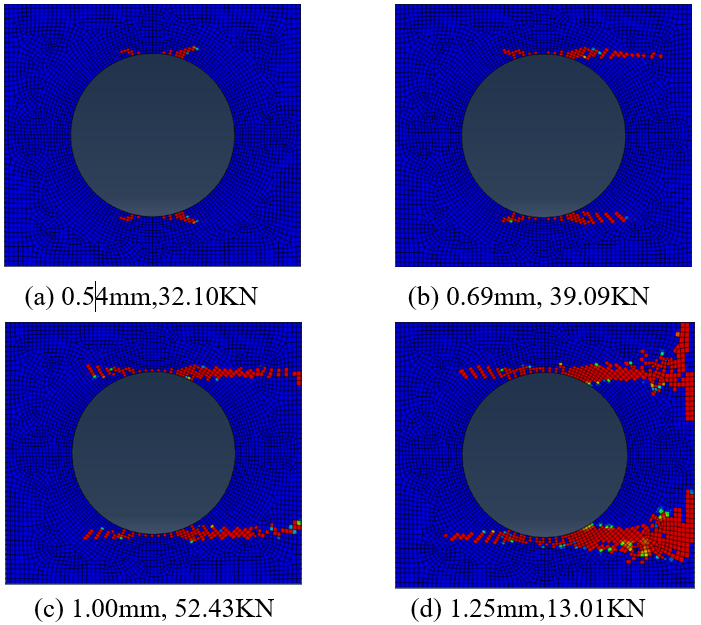 (a) 0.54mm,32.10KN
(b) 0.69mm, 39.09KN
(c) 1.00mm, 52.43KN
(d) 1.25mm,13.01KN